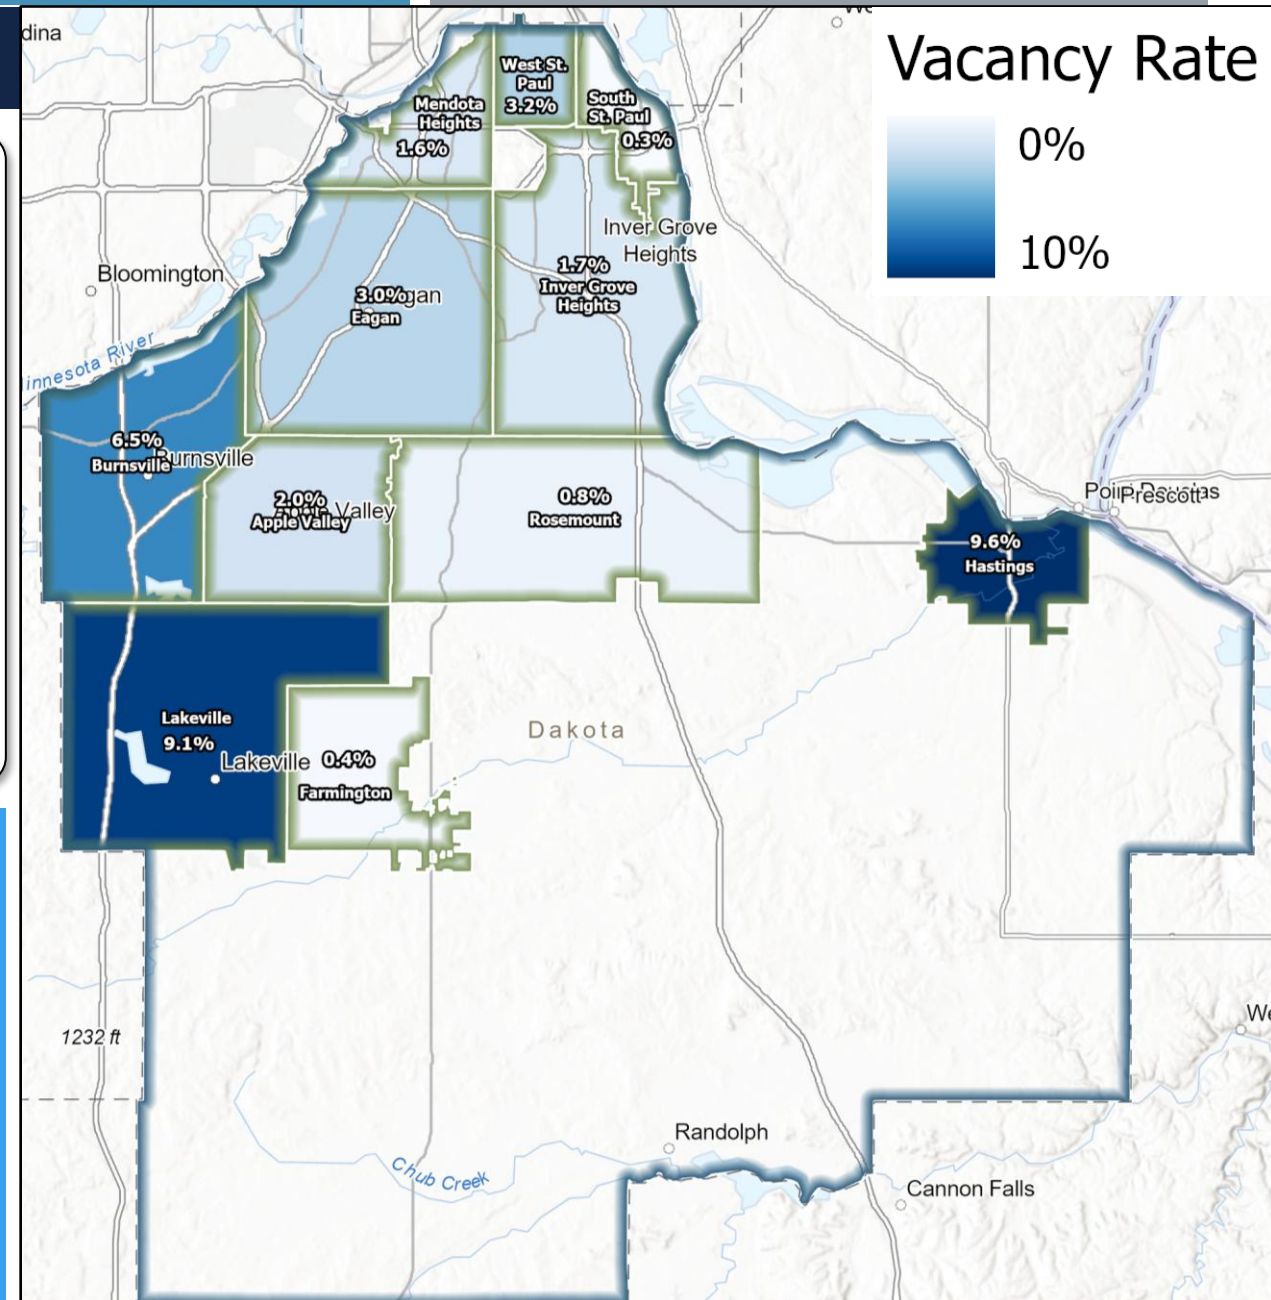 dina
Vacancy Rate
0%
10%
West St.
Paul
3.2%
Mendota
Heights
1.6%
South
St. Paul
0.3%
Inver Grove
Heights
1.7%
Inver Grove
Heights
Bloomington
3.0%
Eagan
innesota River
6.5%
Burnsville
Burnsville
2.0%
Valley
Apple Valley
0.8%
Rosemount
Prescott
9.6%
Hastings
Lakeville
9.1%
Lakeville
0.4%
Farmington
Dakota
1232 ft
We
Randolph
Chub Creek
Cannon Falls